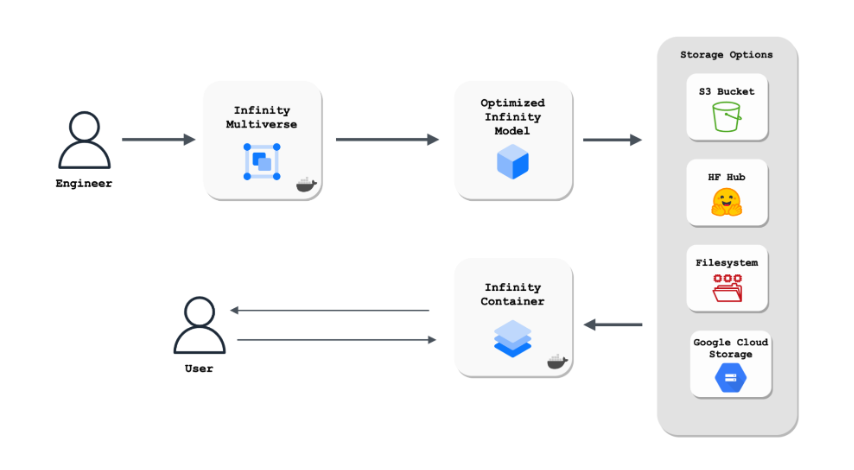 Storage Options
S3 Bucket
Infinity
Multiverse
Optimized
Infinity
Model
Engineer
HF Hub
Filesystem
Infinity
Container
Google Cloud
Storage
User